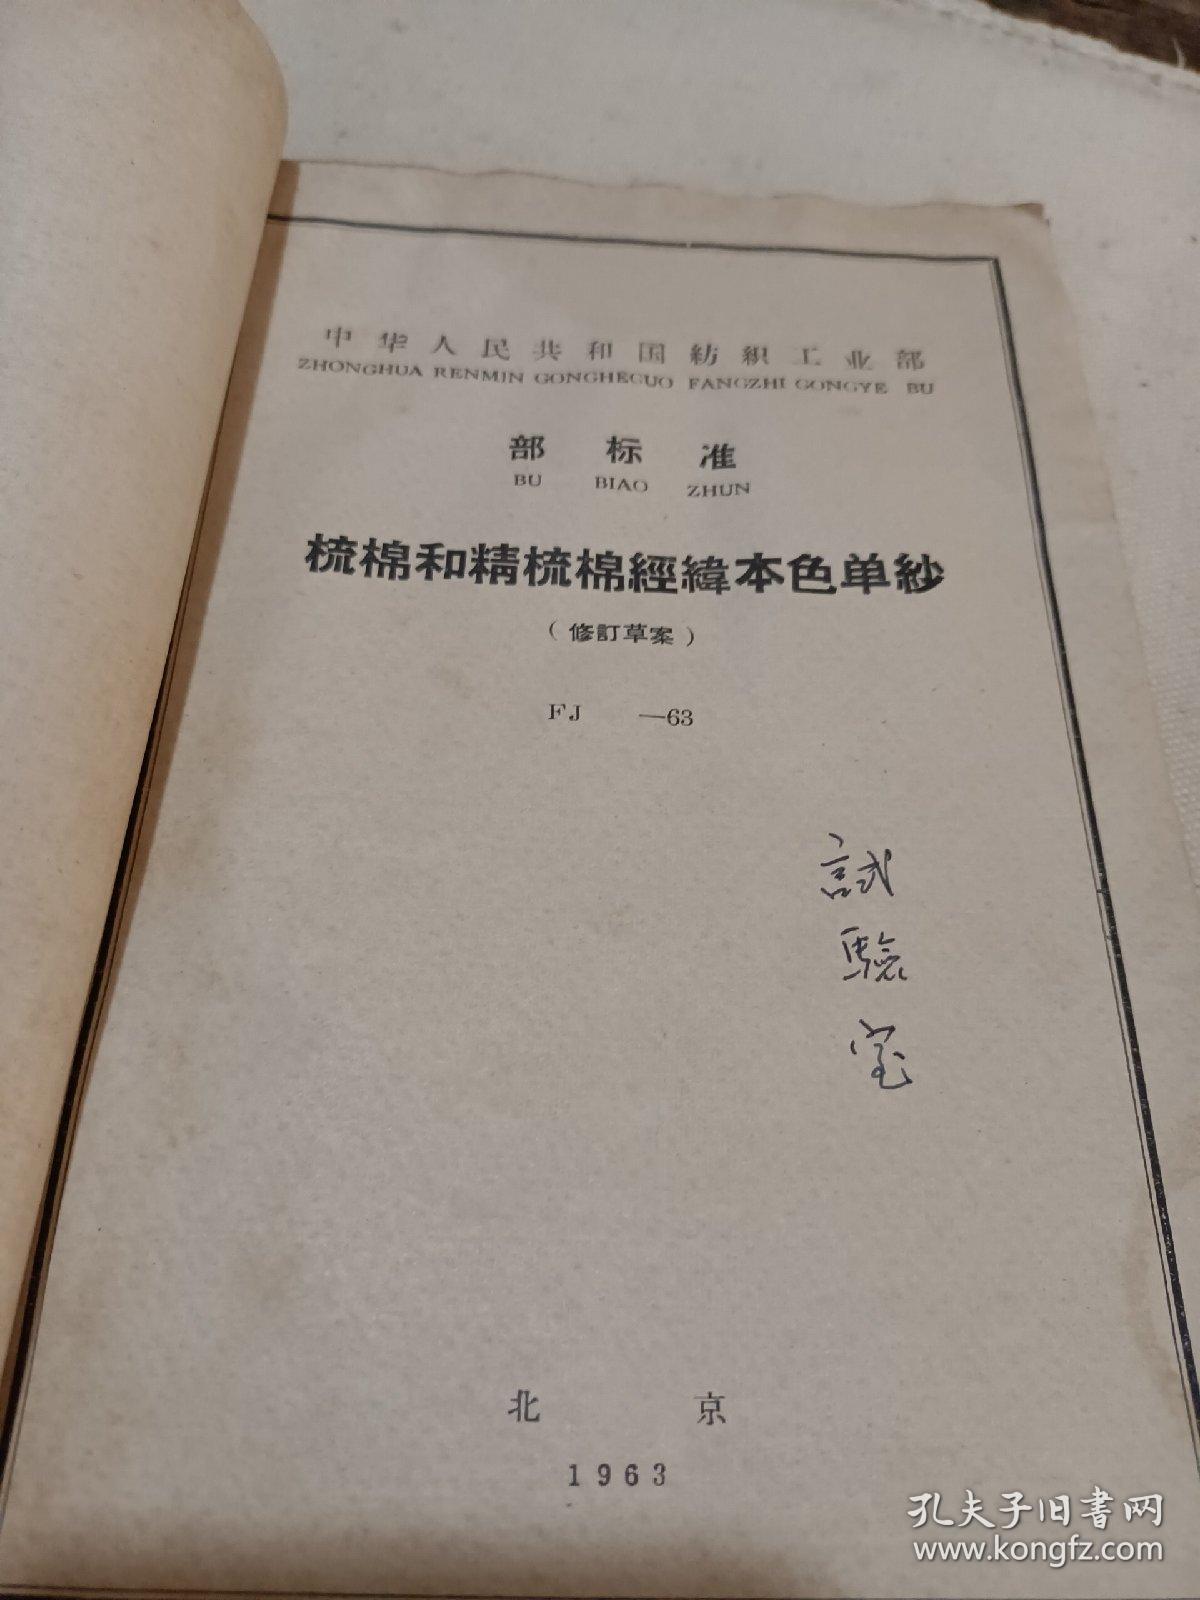 中华人民共和国紡織工业部
ZHONGHUA RENMIN GONGHEGUO FANGZHI GONGYE BU
部标准
BU BIAO ZHUN
梳棉和精梳棉經緯本色单紗
（修訂草案）
FJ —63
試
驗
室
北京
1963
孔夫子旧书网
www.kongfz.com